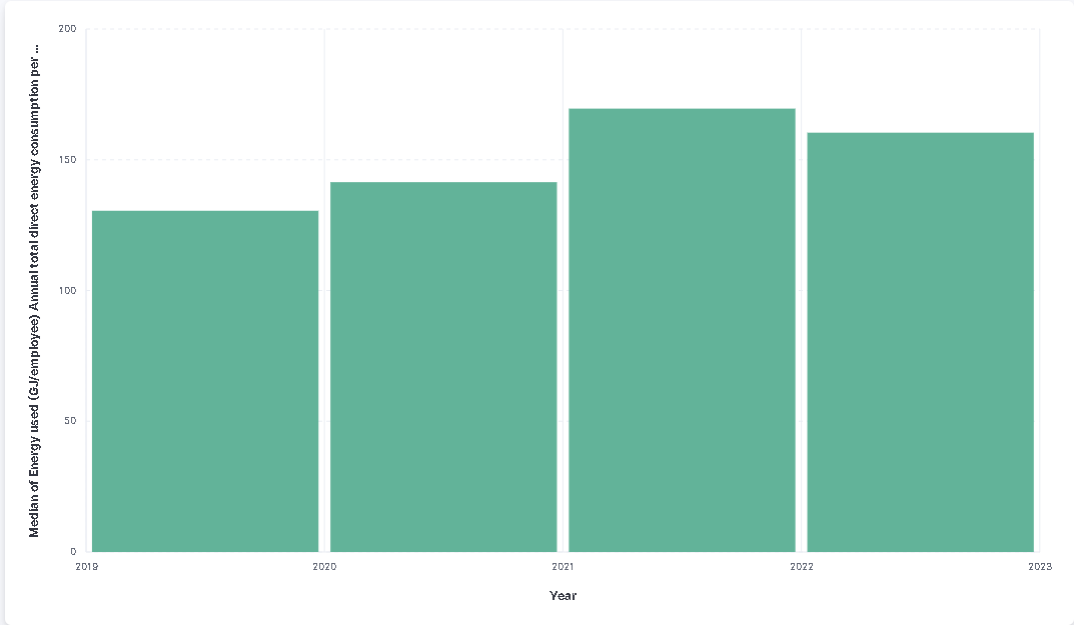 Median of Energy used (GJ/employee) Annual total direct energy consumption per ...
200
150
100
50
0
2019 2020 2021 2022 2023
Year